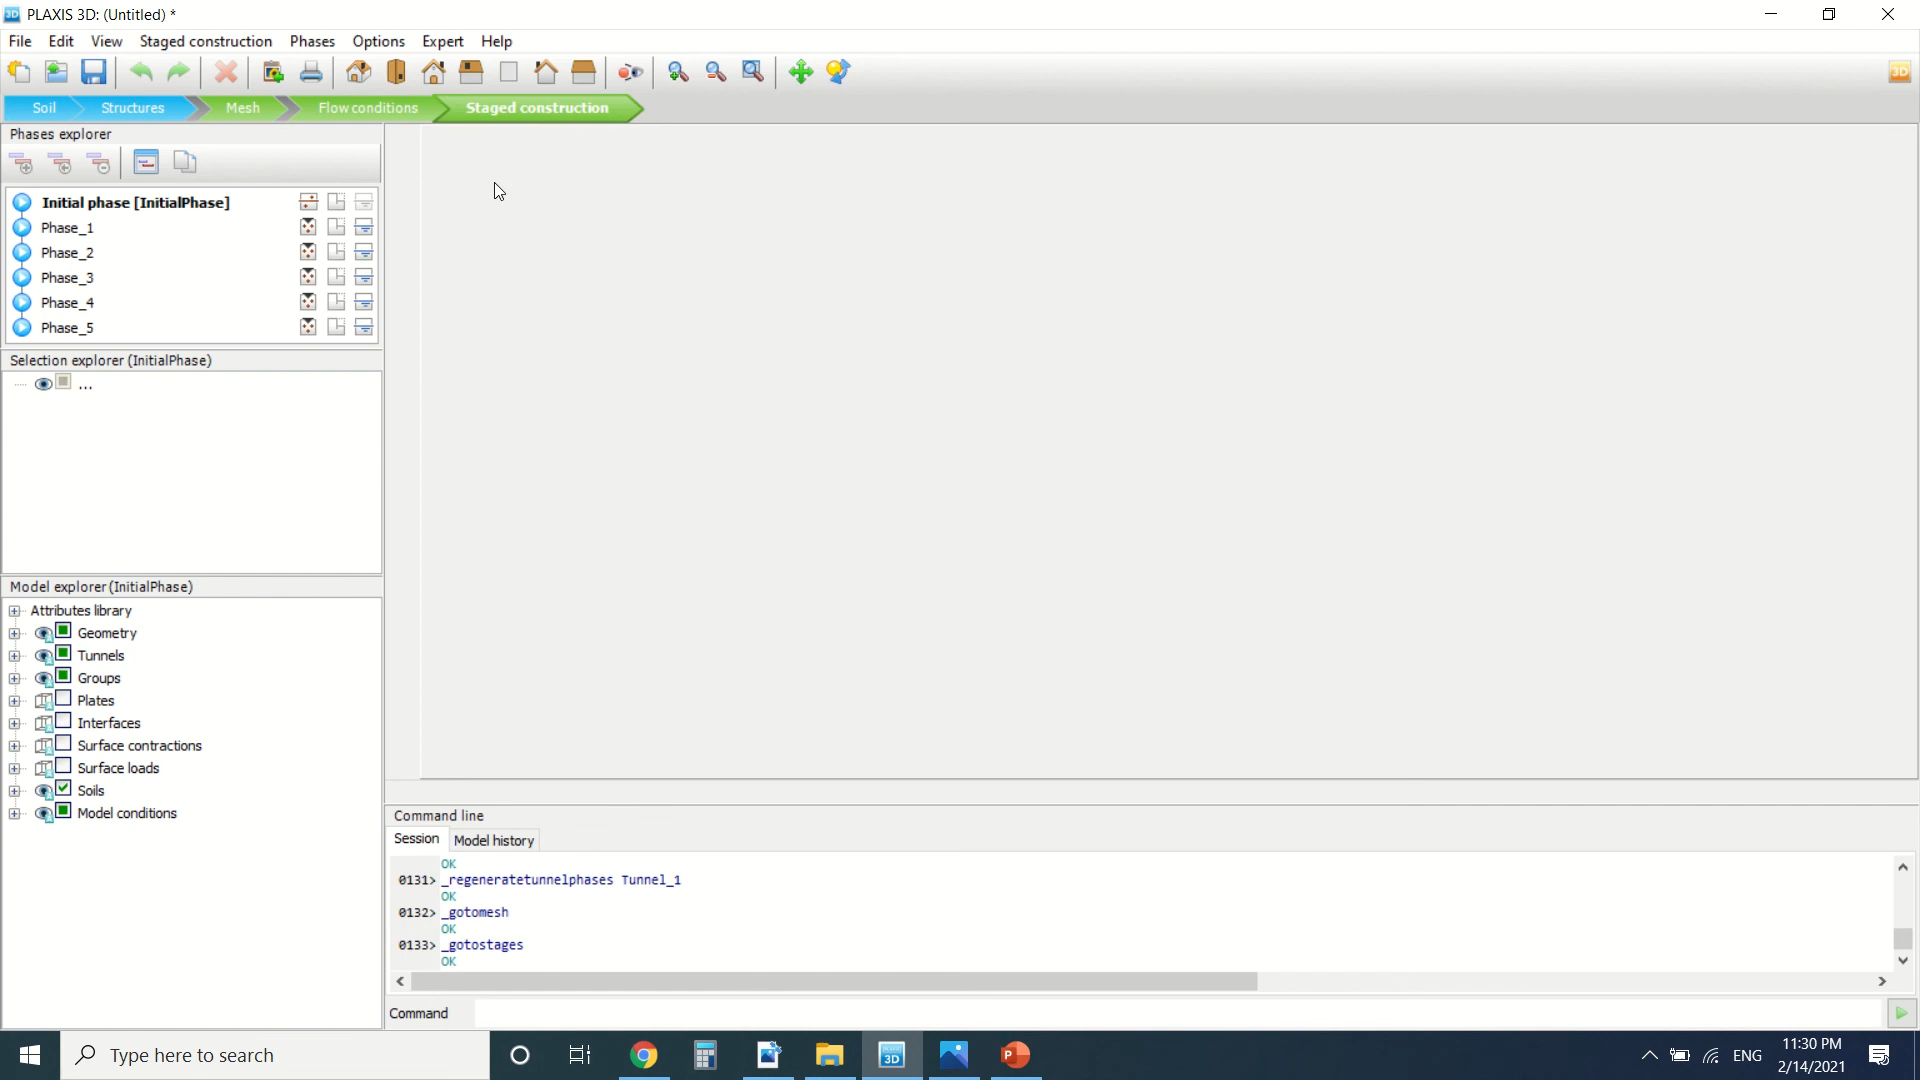 PLAXIS 3D: (Untitled) *
File Edit View Staged construction Phases Options Expert Help
Soil Structures Mesh Flow conditions Staged construction
Phases explorer
Initial phase [InitialPhase]
Phase_1
Phase_2
Phase_3
Phase_4
Phase_5
Selection explorer (InitialPhase)
...
Model explorer (InitialPhase)
Attributes library
Geometry
Tunnels
Groups
Plates
Interfaces
Surface contractions
Surface loads
Soils
Model conditions
Command line
Session Model history
OK
0131> _regeneratetunnelphases Tunnel_1
OK
0132> _gotomesh
OK
0133> _gotostages
OK
Command
Type here to search
ENG
11:30 PM
2/14/2021
3D
3D
3D
P